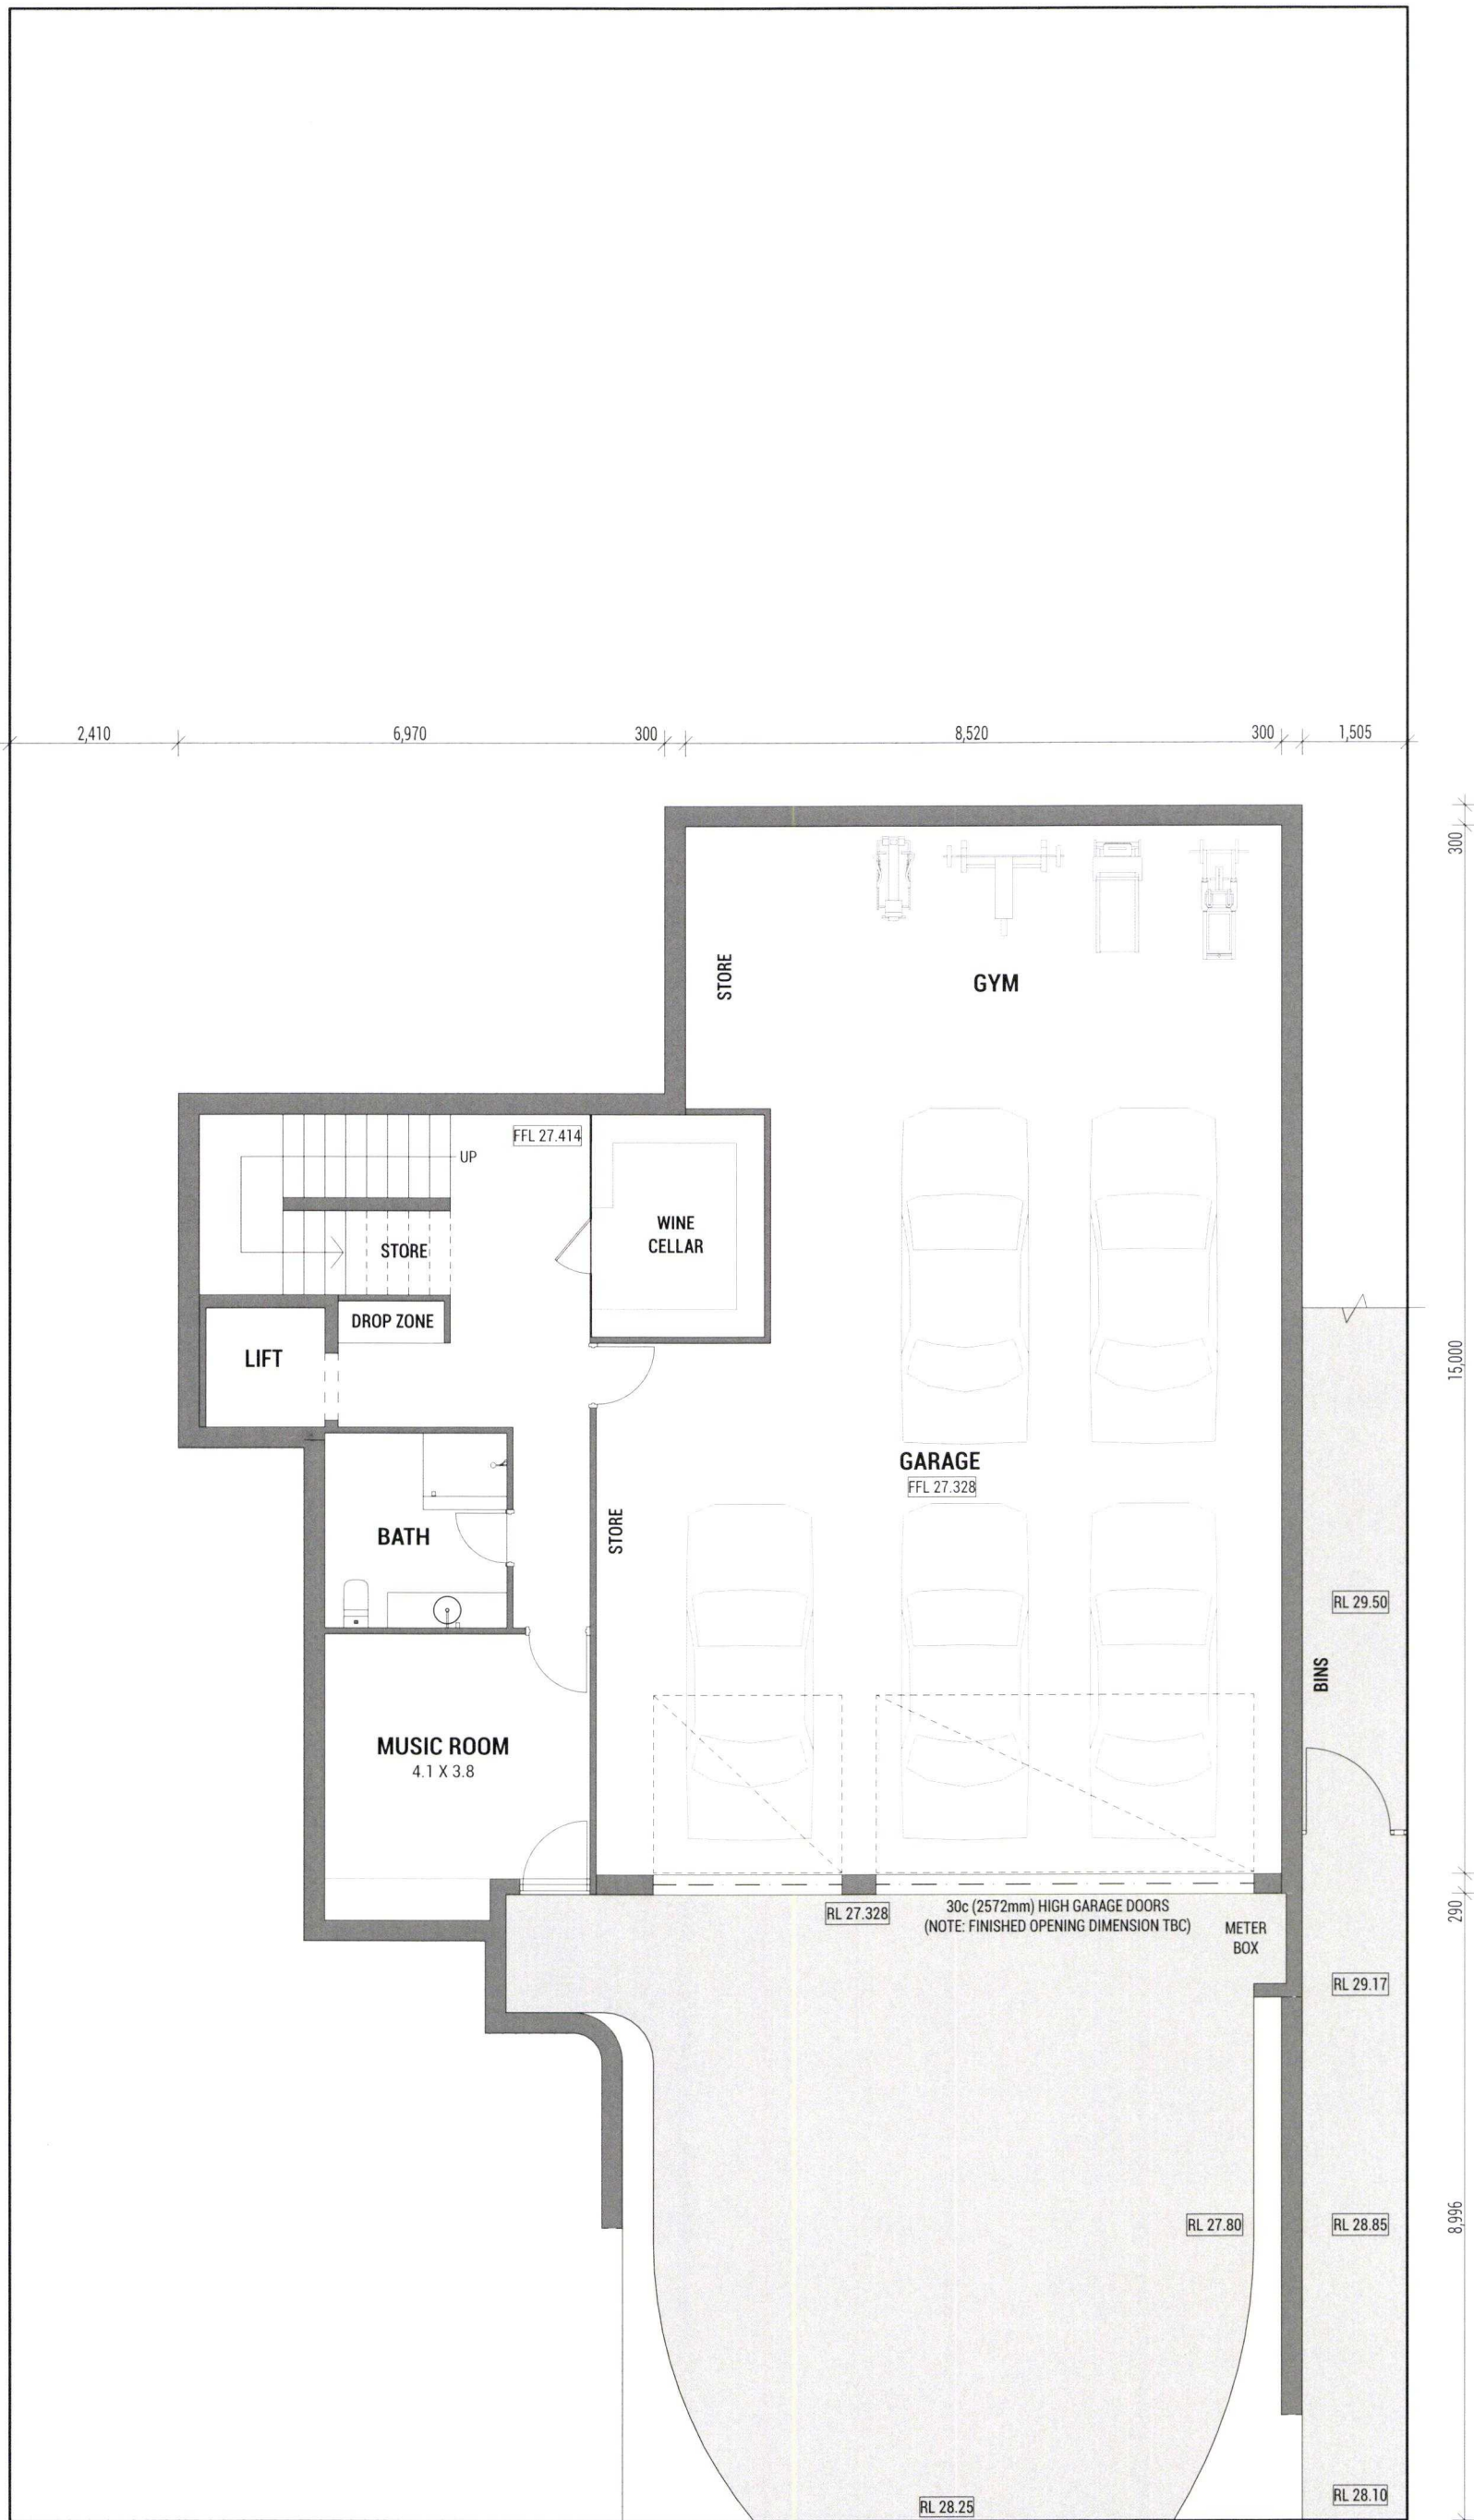 2,410
6,970
300
8,520
300
1,505
300
STORE
GYM
FFL 27.414
UP
WINE
CELLAR
STORE
DROP ZONE
LIFT
15,000
GARAGE
FFL 27.328
BATH
STORE
RL 29.50
BINS
MUSIC ROOM
4.1 X 3.8
RL 27.328
30c (2572mm) HIGH GARAGE DOORS
(NOTE: FINISHED OPENING DIMENSION TBC)
METER
BOX
290
RL 29.17
RL 27.80
RL 28.85
8,996
RL 28.25
RL 28.10